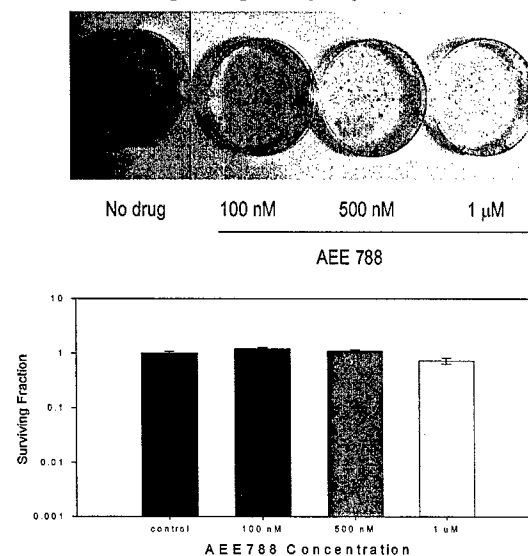 No drug 100 nM 500 nM 1 μM
AEE 788
10
1
0.1
0.01
0.001
Surviving Fraction
control 100 nM 500 nM 1 uM
AEE788 Concentration